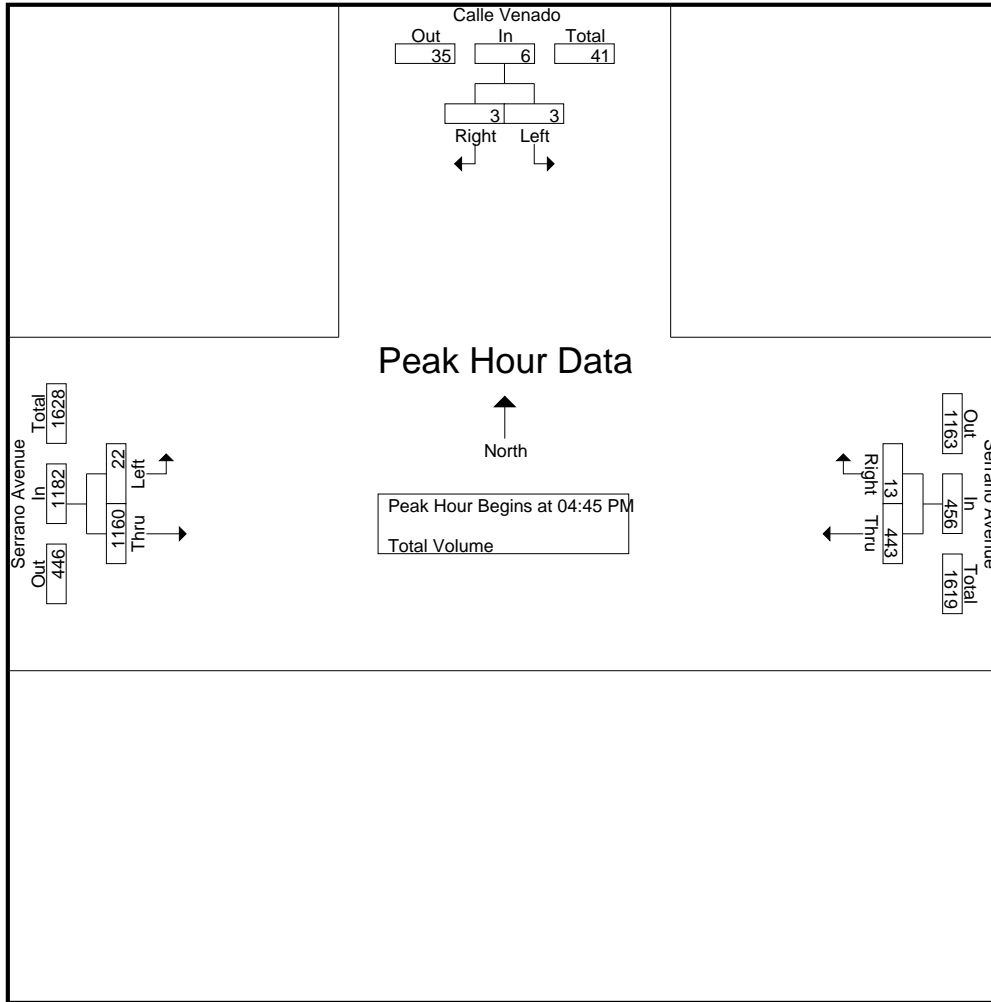 Calle Venado
Out In Total
35 6 41
3 3
Right Left
Peak Hour Data
North
Peak Hour Begins at 04:45 PM
Total Volume
Serrano Avenue
Total In Out
1628 1182 446
22 1160
Left Thru
Serrano Avenue
Out In Total
1163 456 1619
13 443
Right Thru